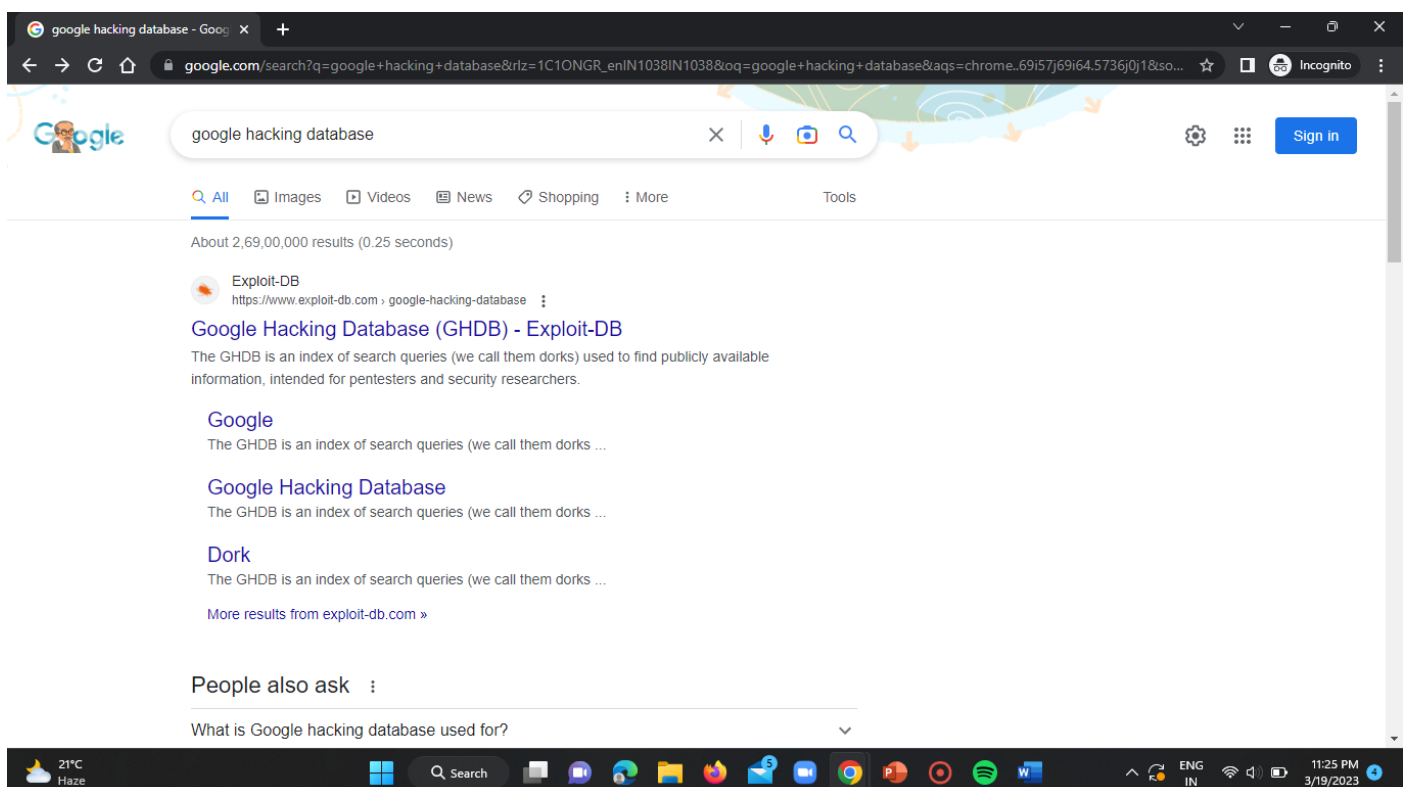 google hacking database - Goog
google.com/search?q=google+hacking+database&rlz=1C1ONGR_enIN1038IN1038&oq=google+hacking+database&aqs=chrome..69i57j69i64.5736j0j1&so...
Incognito
Google
google hacking database
Sign in
All Images Videos News Shopping More Tools
About 2,69,00,000 results (0.25 seconds)
Exploit-DB
https://www.exploit-db.com › google-hacking-database
Google Hacking Database (GHDB) - Exploit-DB
The GHDB is an index of search queries (we call them dorks) used to find publicly available
information, intended for pentesters and security researchers.
Google
The GHDB is an index of search queries (we call them dorks ...
Google Hacking Database
The GHDB is an index of search queries (we call them dorks ...
Dork
The GHDB is an index of search queries (we call them dorks ...
More results from exploit-db.com »
People also ask
What is Google hacking database used for?
21°C
Haze
Search
5
P
W
ENG
IN
11:25 PM
3/19/2023
4